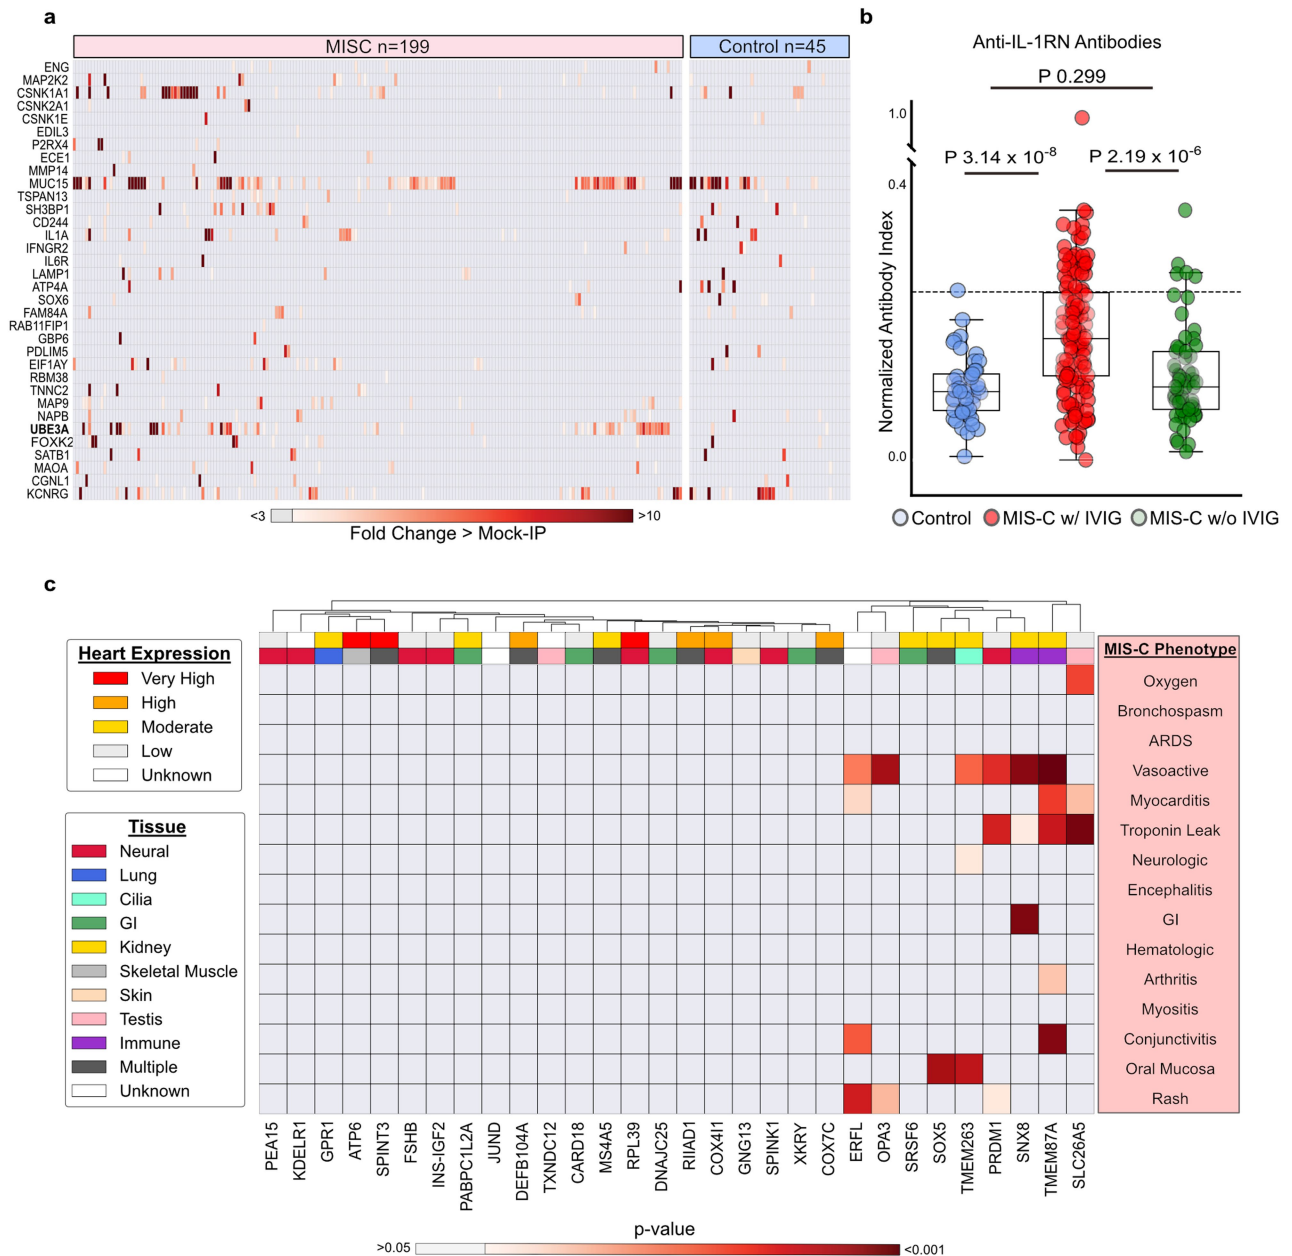 a
MISC n=199
Control n=45
ENG
MAP2K2
CSNK1A1
CSNK2A1
CSNK1E
EDIL3
P2RX4
ECE1
MMP14
MUC15
TSPAN13
SH3BP1
CD244
IL1A
IFNGR2
IL6R
LAMP1
ATP4A
SOX6
FAM84A
RAB11FIP1
GBP6
PDLIM5
EIF1AY
RBM38
TNNC2
MAP9
NAPB
UBE3A
FOXK2
SATB1
MAOA
CGNL1
KCNRG
<3
>10
Fold Change > Mock-IP
b
Anti-IL-1RN Antibodies
P 0.299
1.0
P 3.14 x 10-8
P 2.19 x 10-6
0.4
Normalized Antibody Index
0.0
Control
MIS-C w/ IVIG
MIS-C w/o IVIG
c
Heart Expression
Very High
High
Moderate
Low
Unknown
Tissue
Neural
Lung
Cilia
GI
Kidney
Skeletal Muscle
Skin
Testis
Immune
Multiple
Unknown
MIS-C Phenotype
Oxygen
Bronchospasm
ARDS
Vasoactive
Myocarditis
Troponin Leak
Neurologic
Encephalitis
GI
Hematologic
Arthritis
Myositis
Conjunctivitis
Oral Mucosa
Rash
PEA15
KDELR1
GPR1
ATP6
SPINT3
FSHB
INS-IGF2
PABPC1L2A
JUND
DEFB104A
TXNDC12
CARD18
MS4A5
RPL39
DNAJC25
RIIAD1
COX4I1
GNG13
SPINK1
XKRY
COX7C
ERFL
OPA3
SRSF6
SOX5
TMEM263
PRDM1
SNX8
TMEM87A
SLC26A5
p-value
>0.05
<0.001